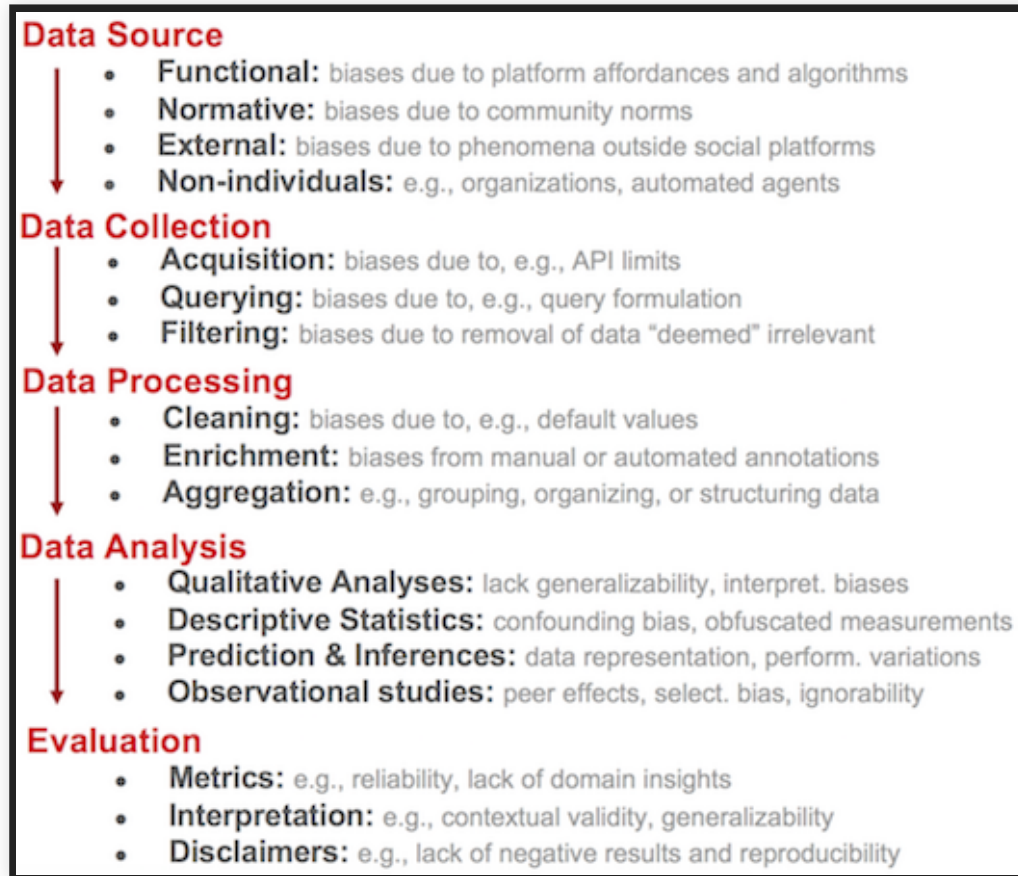 Data Source
• Functional: biases due to platform affordances and algorithms
• Normative: biases due to community norms
• External: biases due to phenomena outside social platforms
• Non-individuals: e.g., organizations, automated agents
Data Collection
• Acquisition: biases due to, e.g., API limits
• Querying: biases due to, e.g., query formulation
• Filtering: biases due to removal of data “deemed” irrelevant
Data Processing
• Cleaning: biases due to, e.g., default values
• Enrichment: biases from manual or automated annotations
• Aggregation: e.g., grouping, organizing, or structuring data
Data Analysis
• Qualitative Analyses: lack generalizability, interpret. biases
• Descriptive Statistics: confounding bias, obfuscated measurements
• Prediction & Inferences: data representation, perform. variations
• Observational studies: peer effects, select. bias, ignorability
Evaluation
• Metrics: e.g., reliability, lack of domain insights
• Interpretation: e.g., contextual validity, generalizability
• Disclaimers: e.g., lack of negative results and reproducibility